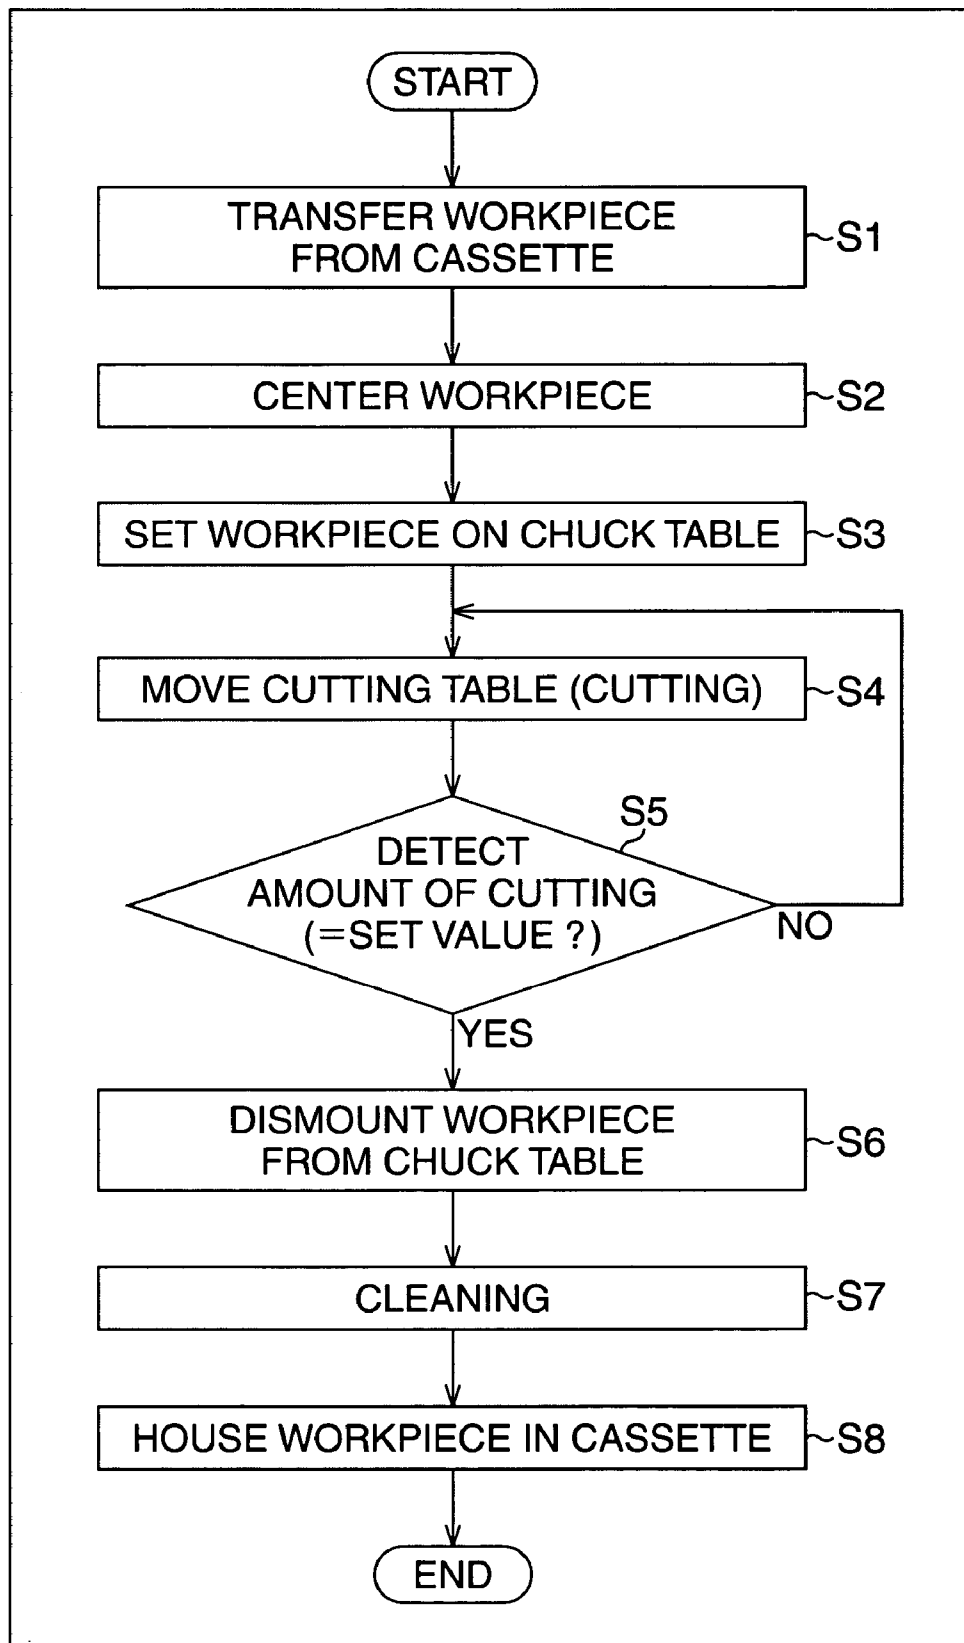 START
TRANSFER WORKPIECE
FROM CASSETTE
S1
CENTER WORKPIECE
S2
SET WORKPIECE ON CHUCK TABLE
S3
MOVE CUTTING TABLE (CUTTING)
S4
S5
DETECT
AMOUNT OF CUTTING
(=SET VALUE ?)
NO
YES
DISMOUNT WORKPIECE
FROM CHUCK TABLE
S6
CLEANING
S7
HOUSE WORKPIECE IN CASSETTE
S8
END